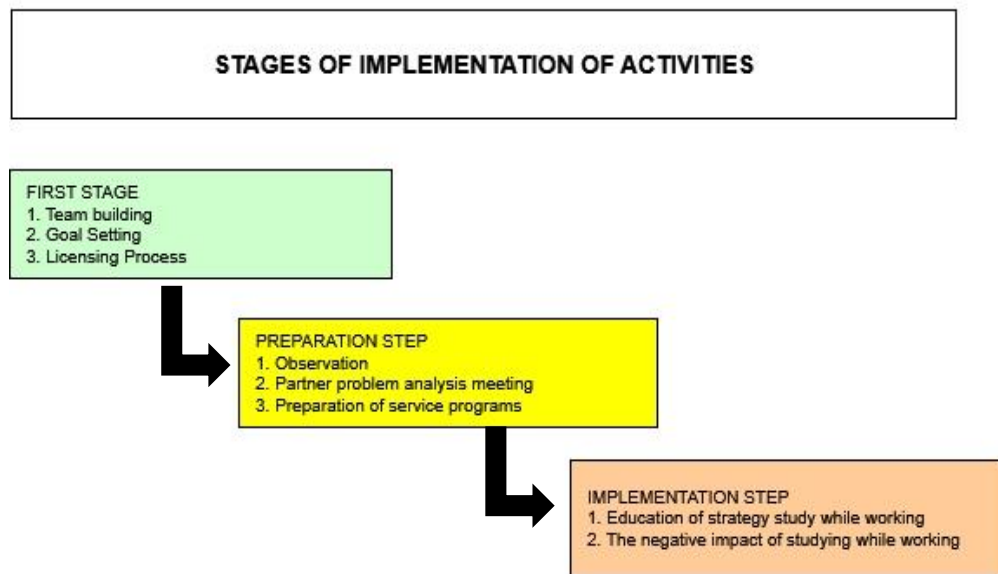 STAGES OF IMPLEMENTATION OF ACTIVITIES
FIRST STAGE
1. Team building
2. Goal Setting
3. Licensing Process
PREPARATION STEP
1. Observation
2. Partner problem analysis meeting
3. Preparation of service programs
IMPLEMENTATION STEP
1. Education of strategy study while working
2. The negative impact of studying while working